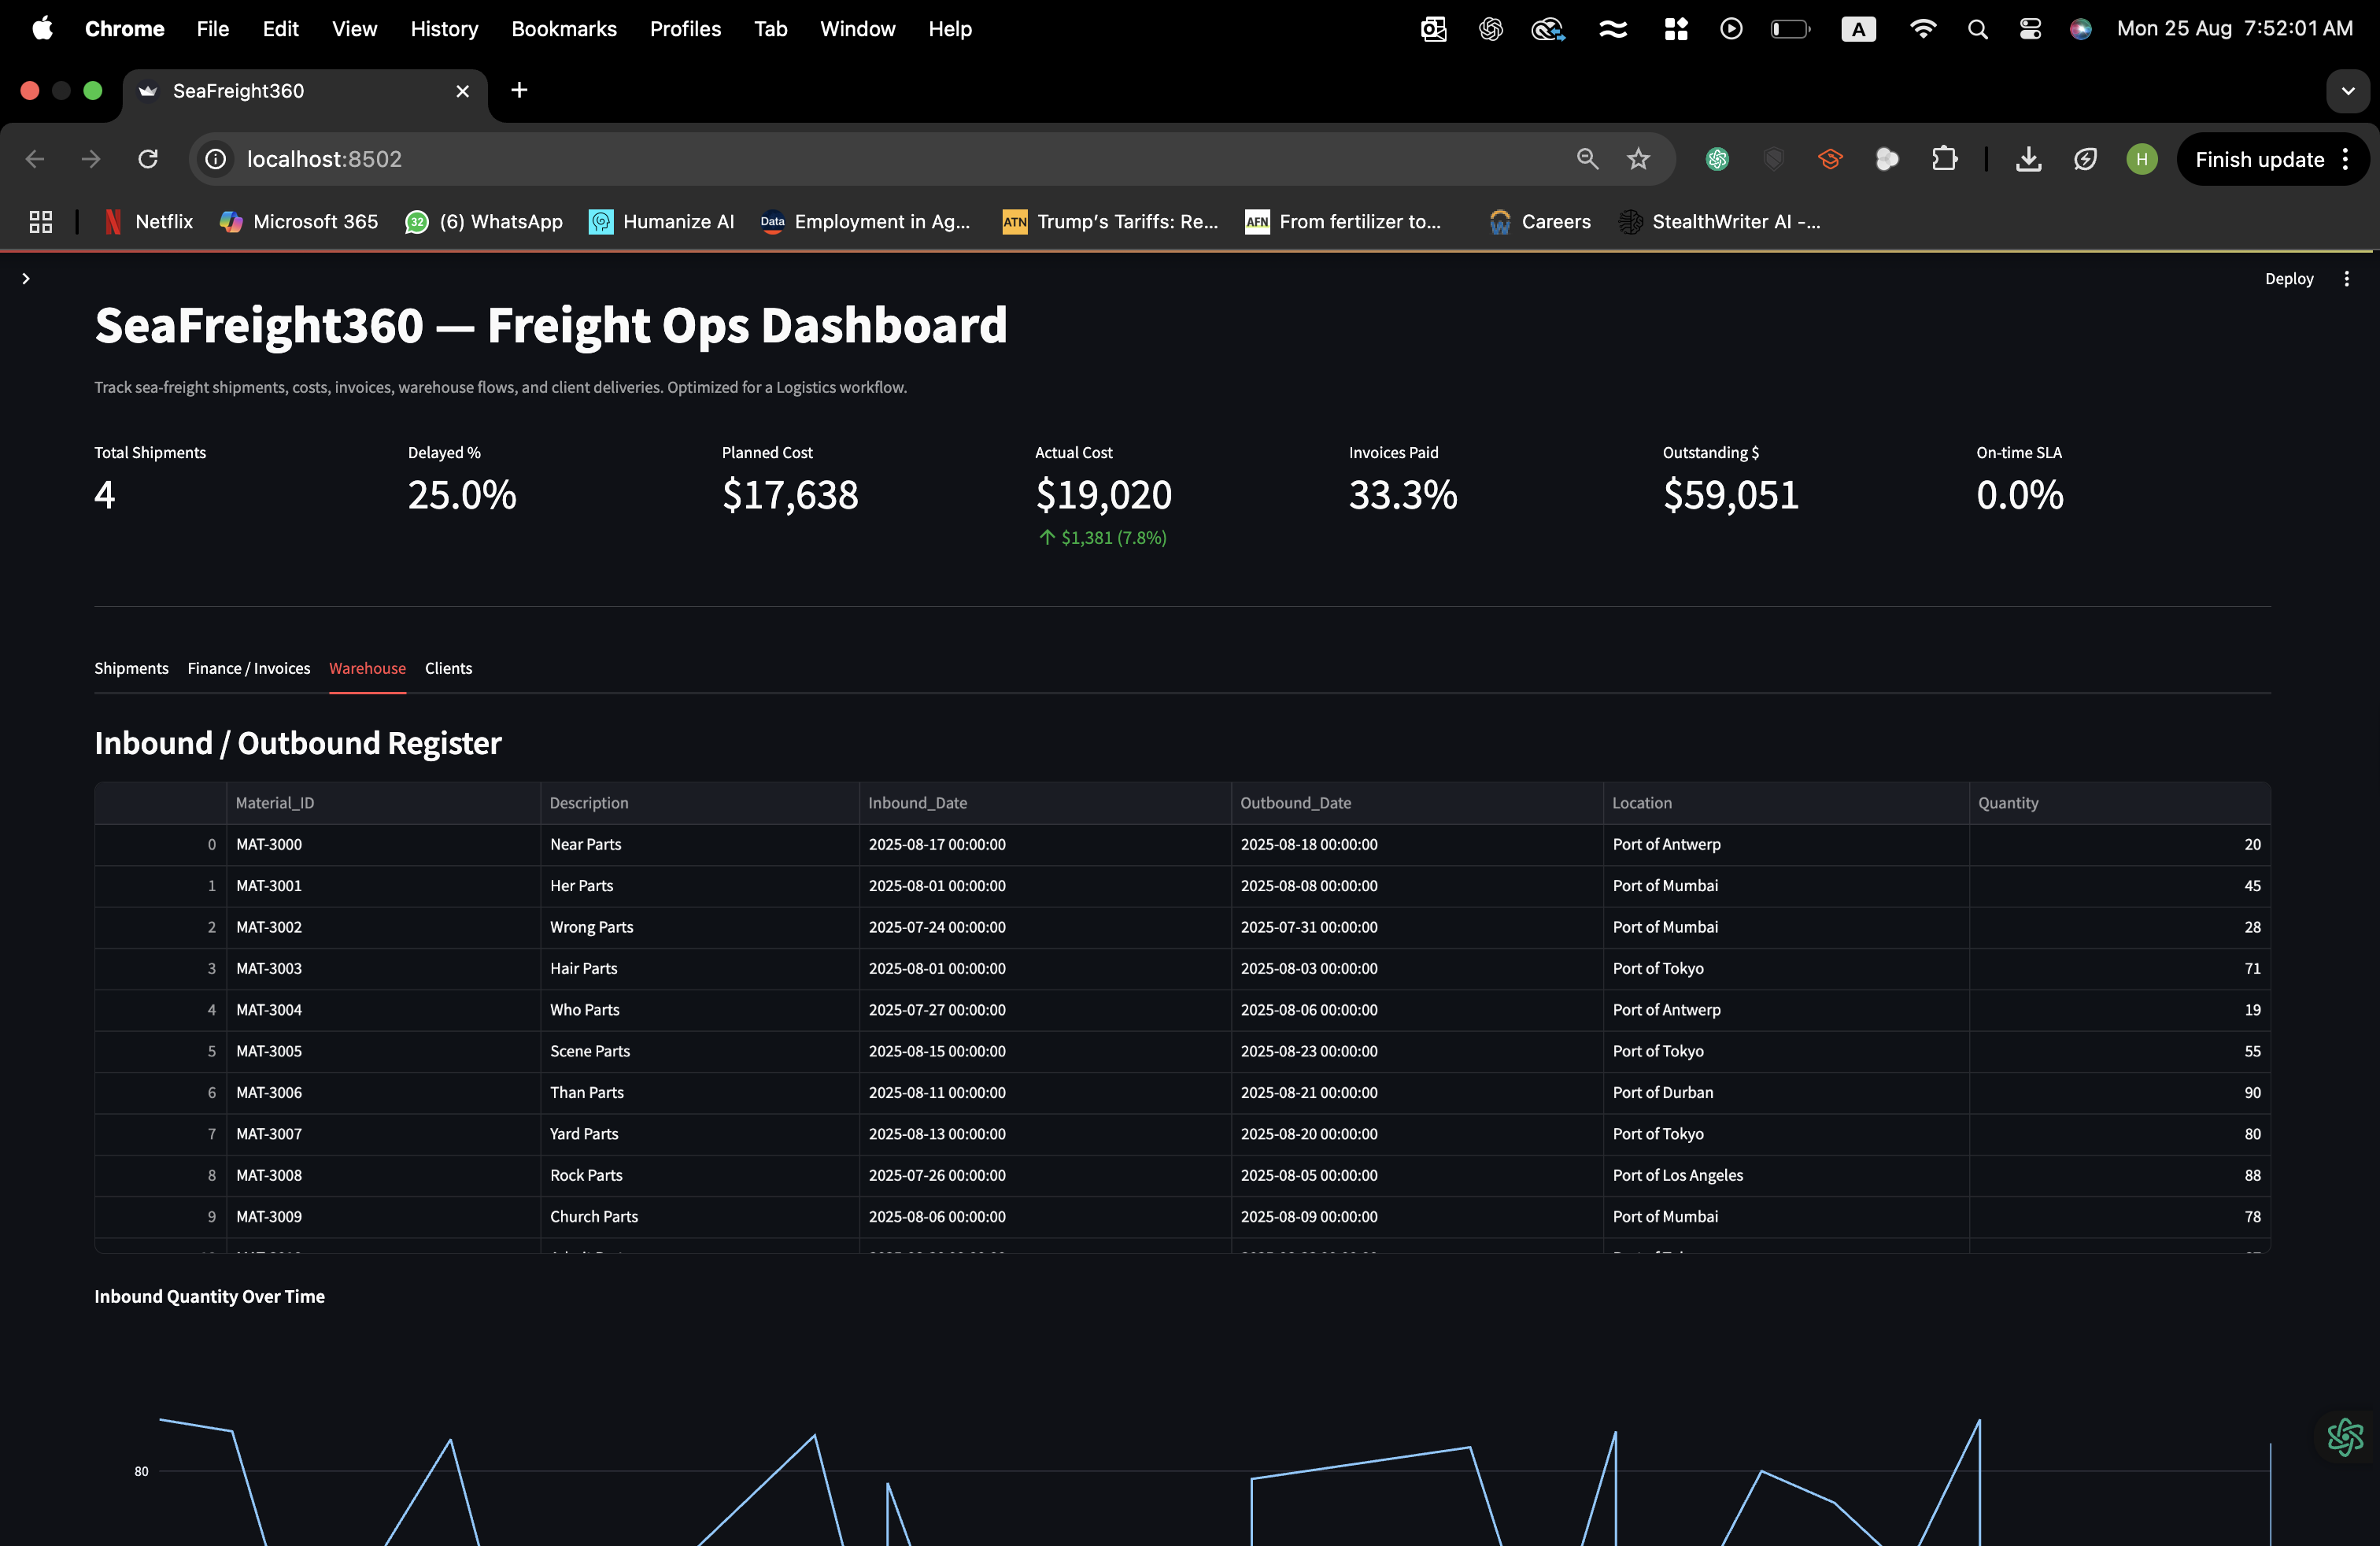 Chrome File Edit View History Bookmarks Profiles Tab Window Help A Mon 25 Aug 7:52:01 AM
SeaFreight360
localhost:8502 H Finish update
Netflix Microsoft 365 32 (6) WhatsApp Humanize AI Data Employment in Ag... ATN Trump's Tariffs: Re... AFN From fertilizer to... Careers StealthWriter AI -...
Deploy
SeaFreight360 — Freight Ops Dashboard
Track sea-freight shipments, costs, invoices, warehouse flows, and client deliveries. Optimized for a Logistics workflow.
Total Shipments Delayed % Planned Cost Actual Cost Invoices Paid Outstanding $ On-time SLA
4 25.0% $17,638 $19,020 33.3% $59,051 0.0%
↑ $1,381 (7.8%)
Shipments Finance / Invoices Warehouse Clients
Inbound / Outbound Register
Material_ID Description Inbound_Date Outbound_Date Location Quantity
0 MAT-3000 Near Parts 2025-08-17 00:00:00 2025-08-18 00:00:00 Port of Antwerp 20
1 MAT-3001 Her Parts 2025-08-01 00:00:00 2025-08-08 00:00:00 Port of Mumbai 45
2 MAT-3002 Wrong Parts 2025-07-24 00:00:00 2025-07-31 00:00:00 Port of Mumbai 28
3 MAT-3003 Hair Parts 2025-08-01 00:00:00 2025-08-03 00:00:00 Port of Tokyo 71
4 MAT-3004 Who Parts 2025-07-27 00:00:00 2025-08-06 00:00:00 Port of Antwerp 19
5 MAT-3005 Scene Parts 2025-08-15 00:00:00 2025-08-23 00:00:00 Port of Tokyo 55
6 MAT-3006 Than Parts 2025-08-11 00:00:00 2025-08-21 00:00:00 Port of Durban 90
7 MAT-3007 Yard Parts 2025-08-13 00:00:00 2025-08-20 00:00:00 Port of Tokyo 80
8 MAT-3008 Rock Parts 2025-07-26 00:00:00 2025-08-05 00:00:00 Port of Los Angeles 88
9 MAT-3009 Church Parts 2025-08-06 00:00:00 2025-08-09 00:00:00 Port of Mumbai 78
Inbound Quantity Over Time
80